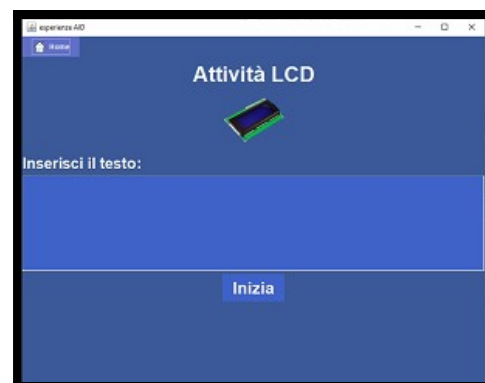 esperienze AIO
Home
Attività LCD
Inserisci il testo:
Inizia